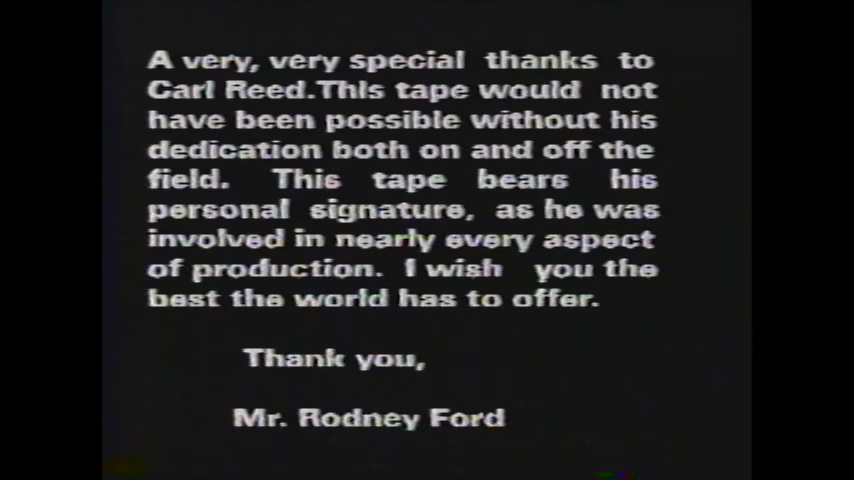 A very, very special thanks to
Carl Reed.This tape would not
have been possible without his
dedication both on and off the
field. This tape bears his
personal signature, as he was
involved in nearly every aspect
of production. I wish you the
best the world has to offer.
Thank you,
Mr. Rodney Ford